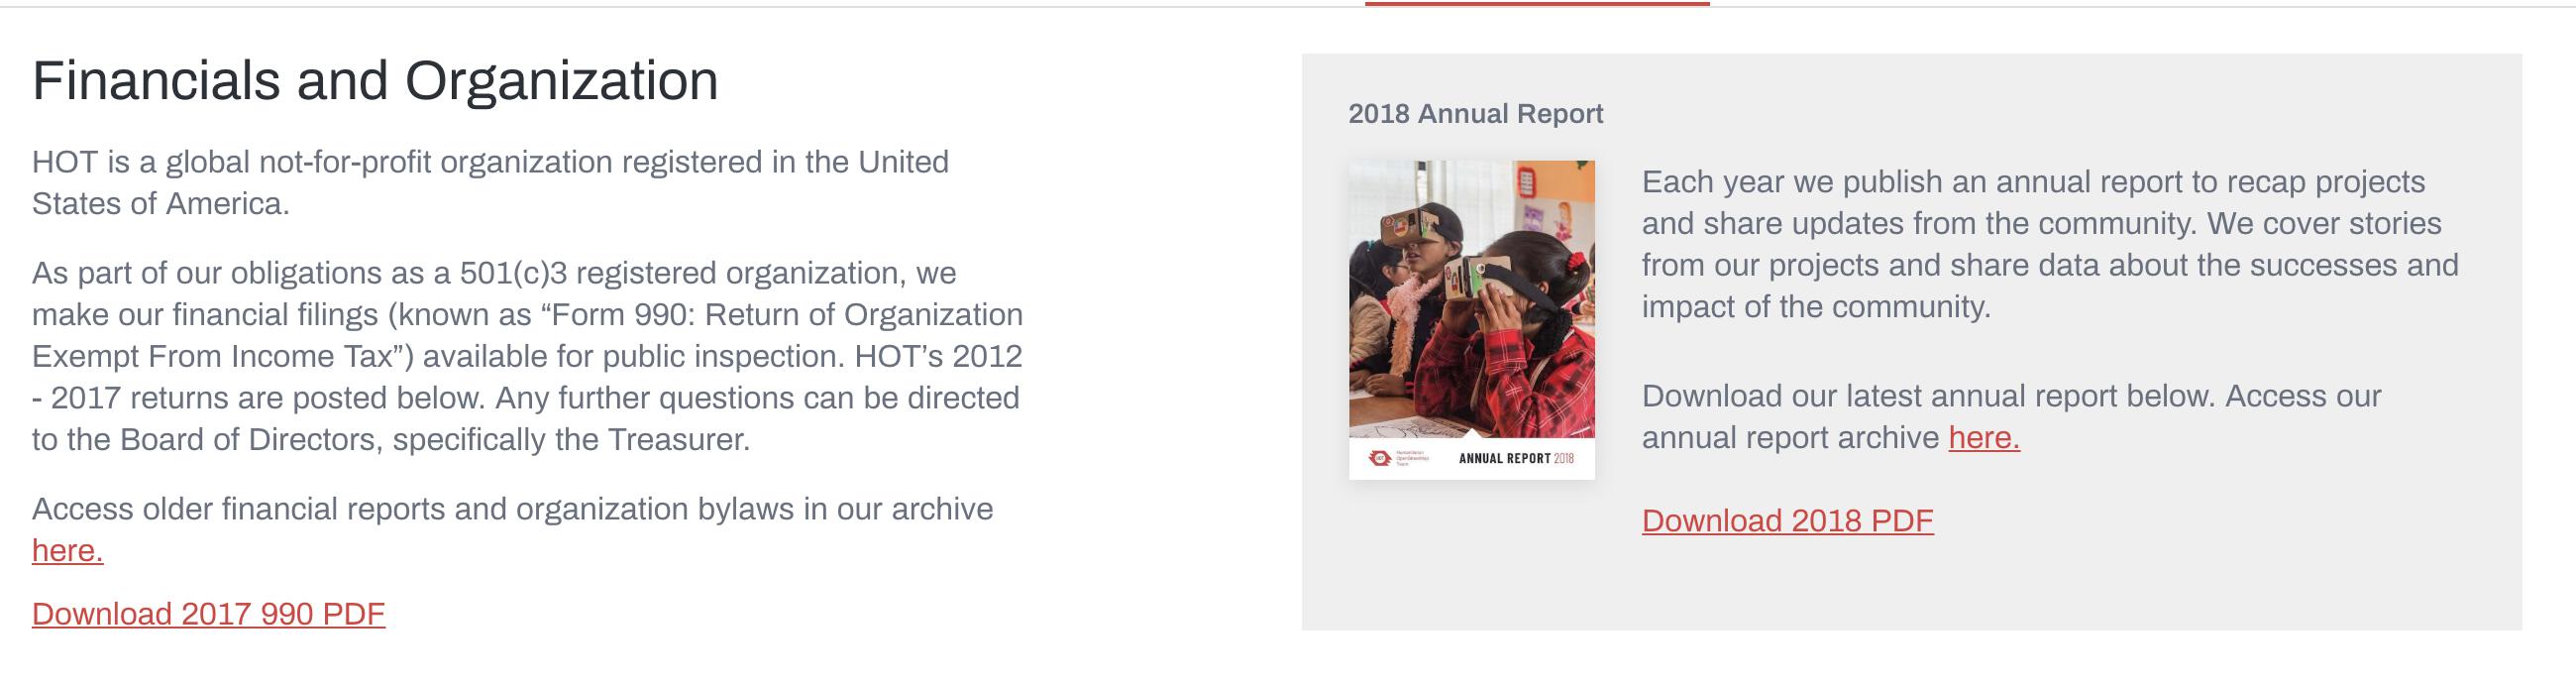 Financials and Organization
HOT is a global not-for-profit organization registered in the United
States of America.
As part of our obligations as a 501(c)3 registered organization, we
make our financial filings (known as “Form 990: Return of Organization
Exempt From Income Tax”) available for public inspection. HOT’s 2012
- 2017 returns are posted below. Any further questions can be directed
to the Board of Directors, specifically the Treasurer.
Access older financial reports and organization bylaws in our archive
here.
Download 2017 990 PDF
2018 Annual Report
Each year we publish an annual report to recap projects
and share updates from the community. We cover stories
from our projects and share data about the successes and
impact of the community.
Download our latest annual report below. Access our
annual report archive here.
Download 2018 PDF
Humanitarian
OpenStreetMap
Team
ANNUAL REPORT 2018